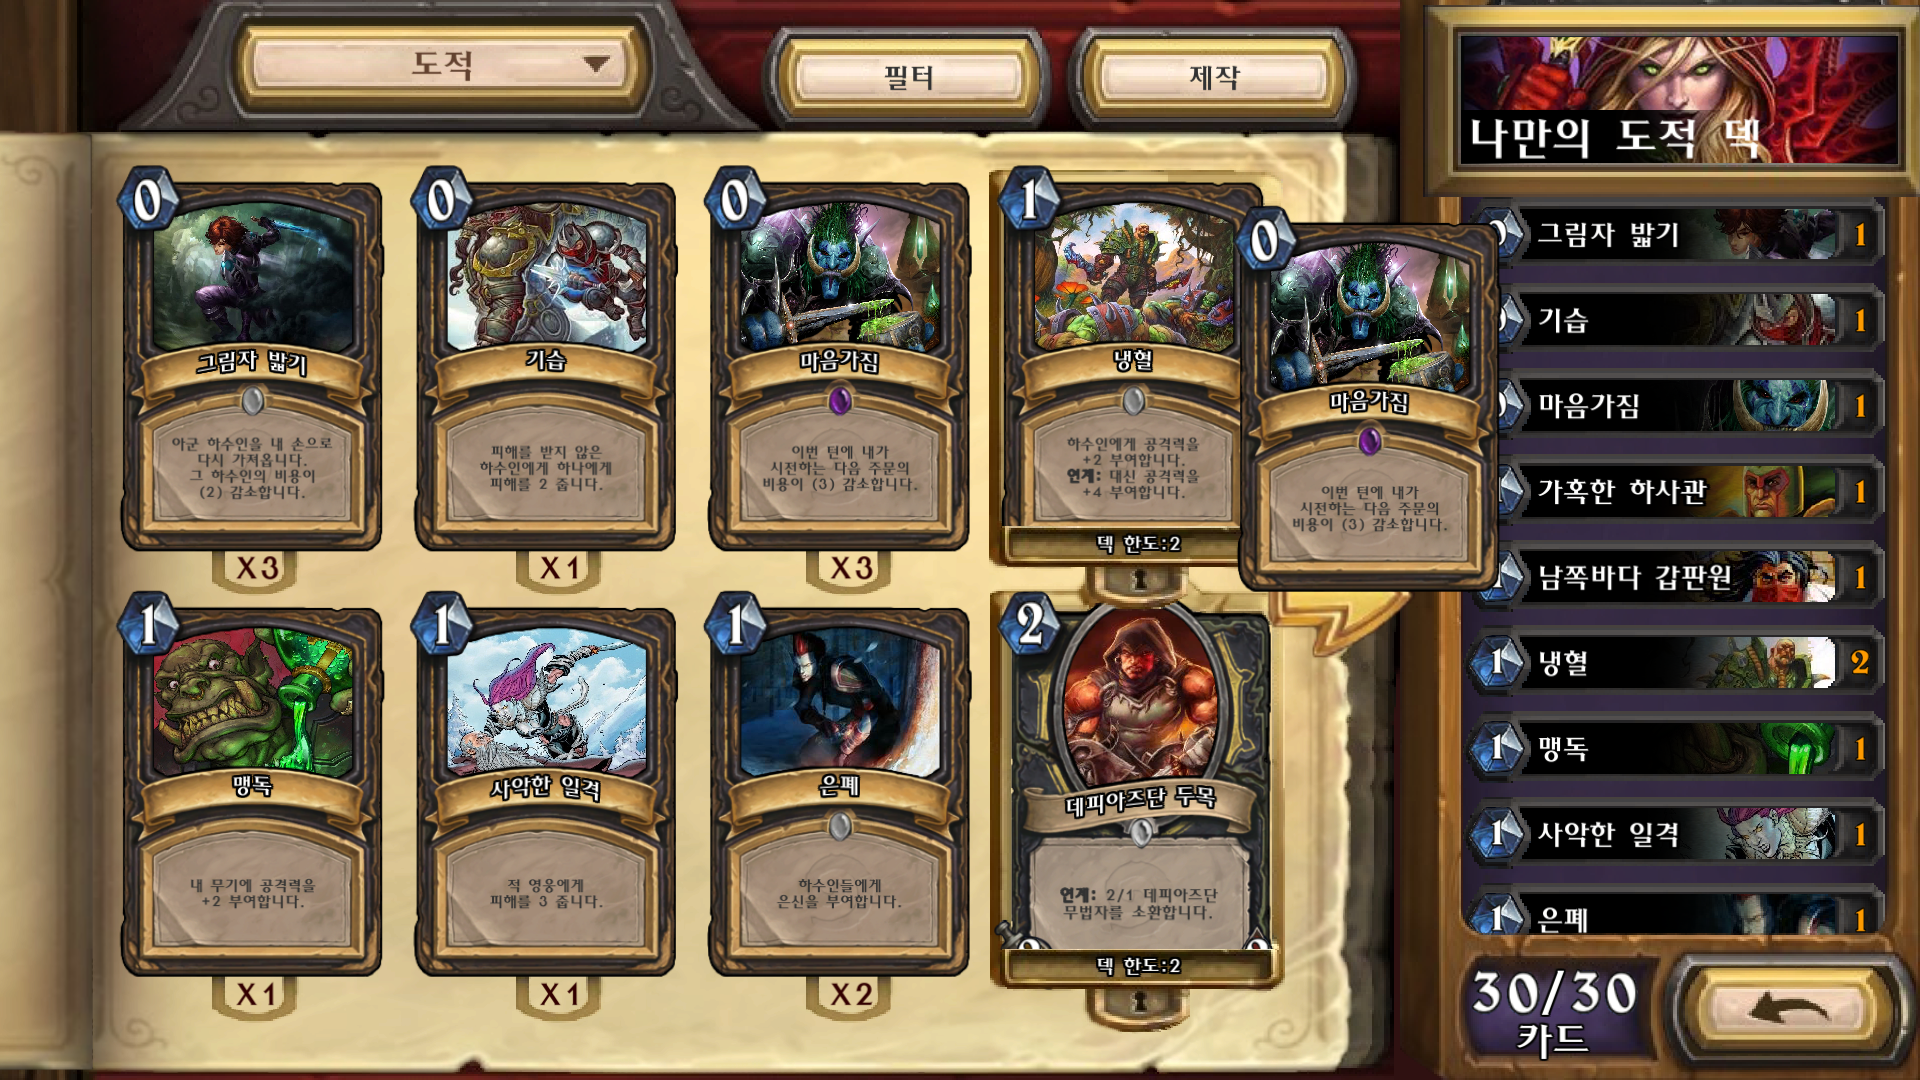 도적
필터
제작
나만의 도적 덱
0
그림자 밟기
아군 하수인을 내 손으로
다시 가져옵니다.
그 하수인의 비용이
(2) 감소합니다.
X3
0
기습
피해를 받지 않은
하수인에게 하나에게
피해를 2 줍니다.
X1
0
마음가짐
이번 턴에 내가
시전하는 다음 주문의
비용이 (3) 감소합니다.
X3
1
냉혈
하수인에게 공격력을
+2 부여합니다.
연계: 대신 공격력을
+4 부여합니다.
덱 한도:2
0
마음가짐
이번 턴에 내가
시전하는 다음 주문의
비용이 (3) 감소합니다.
1
맹독
내 무기에 공격력을
+2 부여합니다.
X1
1
사악한 일격
적 영웅에게
피해를 3 줍니다.
X1
1
은폐
하수인들에게
은신을 부여합니다.
X2
2
데피아즈단 두목
연계: 2/1 데피아즈단
무법자를 소환합니다.
덱 한도:2
그림자 밟기 1
기습 1
마음가짐 1
가혹한 하사관 1
남쪽바다 갑판원 1
1 냉혈 2
1 맹독 1
1 사악한 일격 1
1 은폐 1
30/30
카드